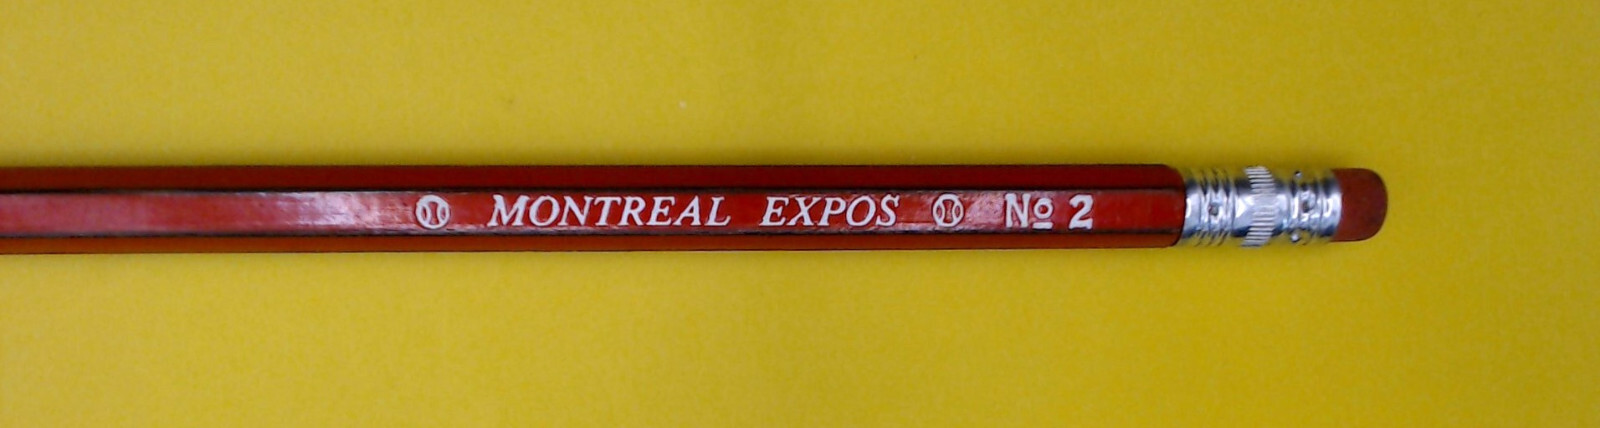 MONTREAL EXPOS Nº 2